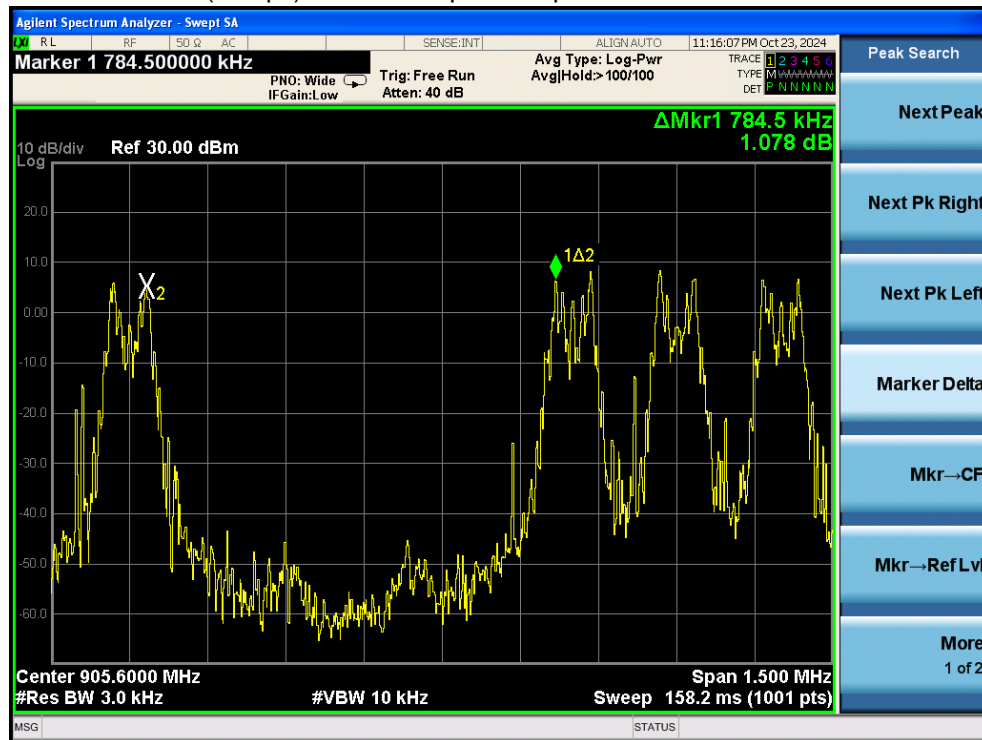 Agilent Spectrum Analyzer - Swept SA
LXI RL RF 50 Ω AC SENSE:INT ALIGN AUTO 11:16:07 PM Oct 23, 2024
Marker 1 784.500000 kHz
PNO: Wide
IFGain:Low
Trig: Free Run
Atten: 40 dB
Avg Type: Log-Pwr
Avg|Hold:>100/100
TRACE 1 2 3 4 5 6
TYPE M
DET P N N N N N
Peak Search
ΔMkr1 784.5 kHz
1.078 dB
10 dB/div Ref 30.00 dBm
Log
20.0
10.0
0.00
-10.0
-20.0
-30.0
-40.0
-50.0
-60.0
1Δ2
X2
Center 905.6000 MHz Span 1.500 MHz
#Res BW 3.0 kHz #VBW 10 kHz Sweep 158.2 ms (1001 pts)
MSG STATUS
Next Peak
Next Pk Right
Next Pk Left
Marker Delta
Mkr→CF
Mkr→Ref Lvl
More
1 of 2